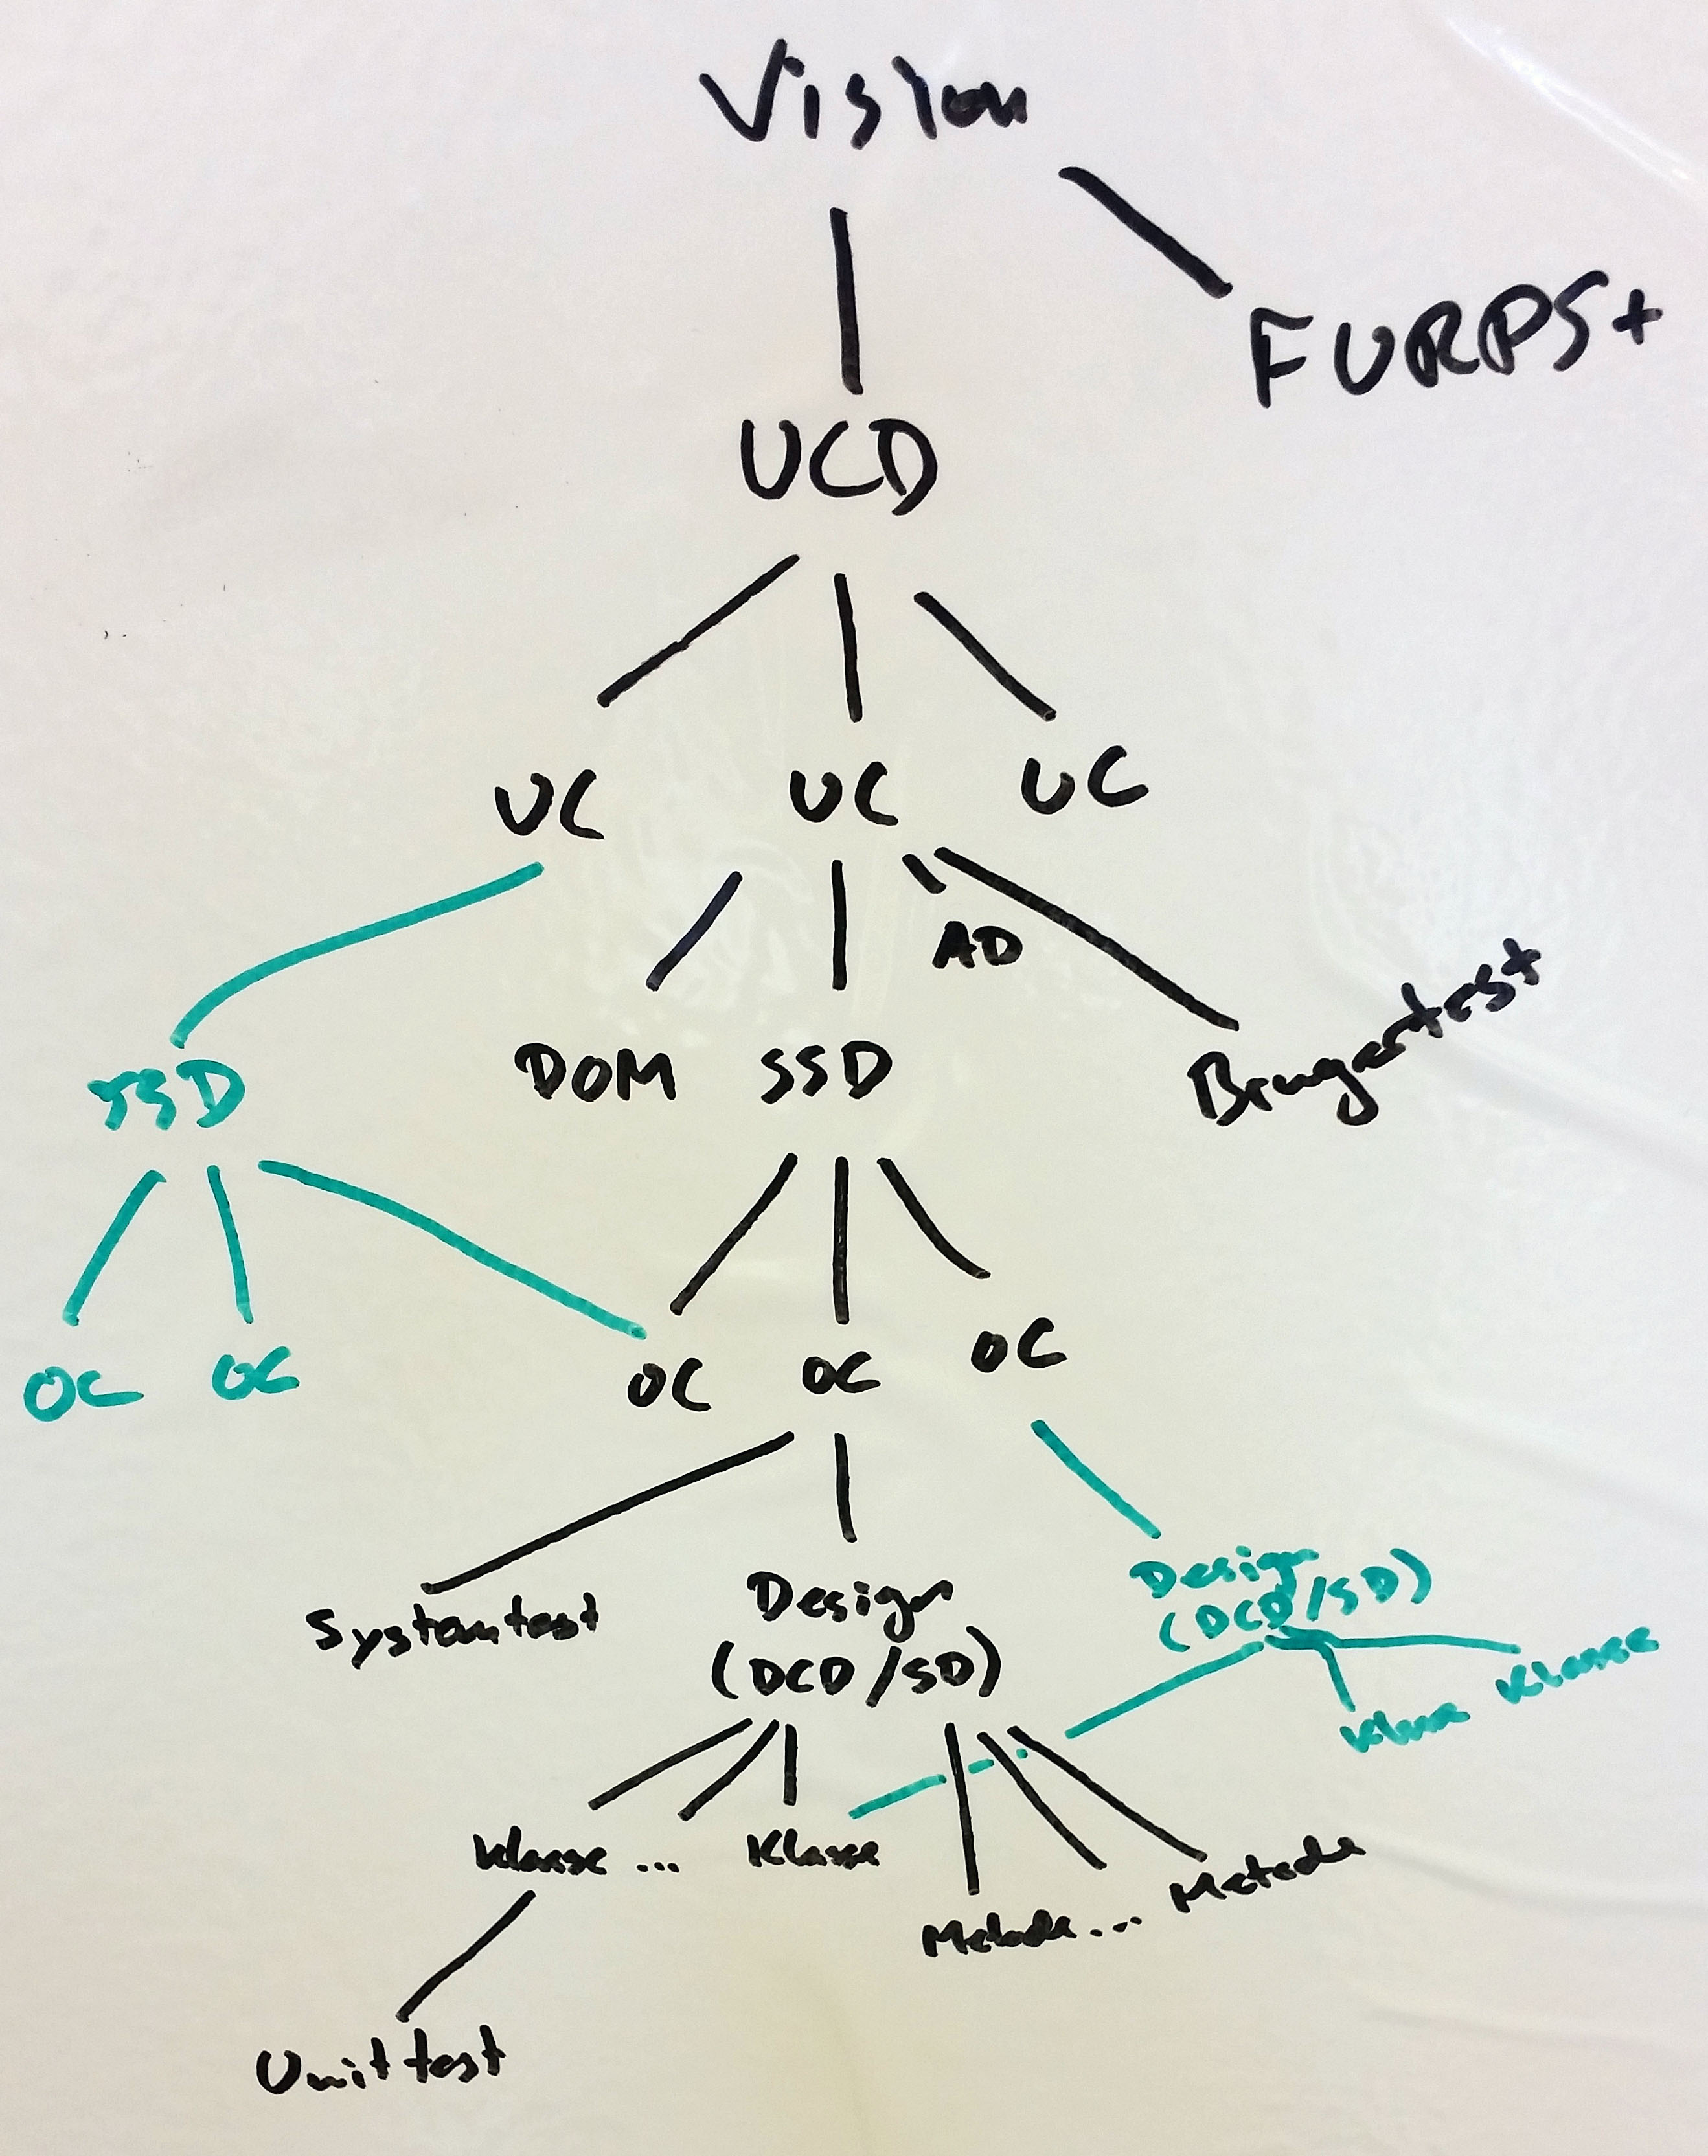 Vision
FURPS+
UCD
UC UC UC
AD
Brugertest
SSD DOM SSD
OC OC OC OC OC
Systemtest
Design
(DCD/SD)
Design
(DCD/SD)
Klasse ... Klasse
Klasse Klasse
Metode ... Metode
Unittest